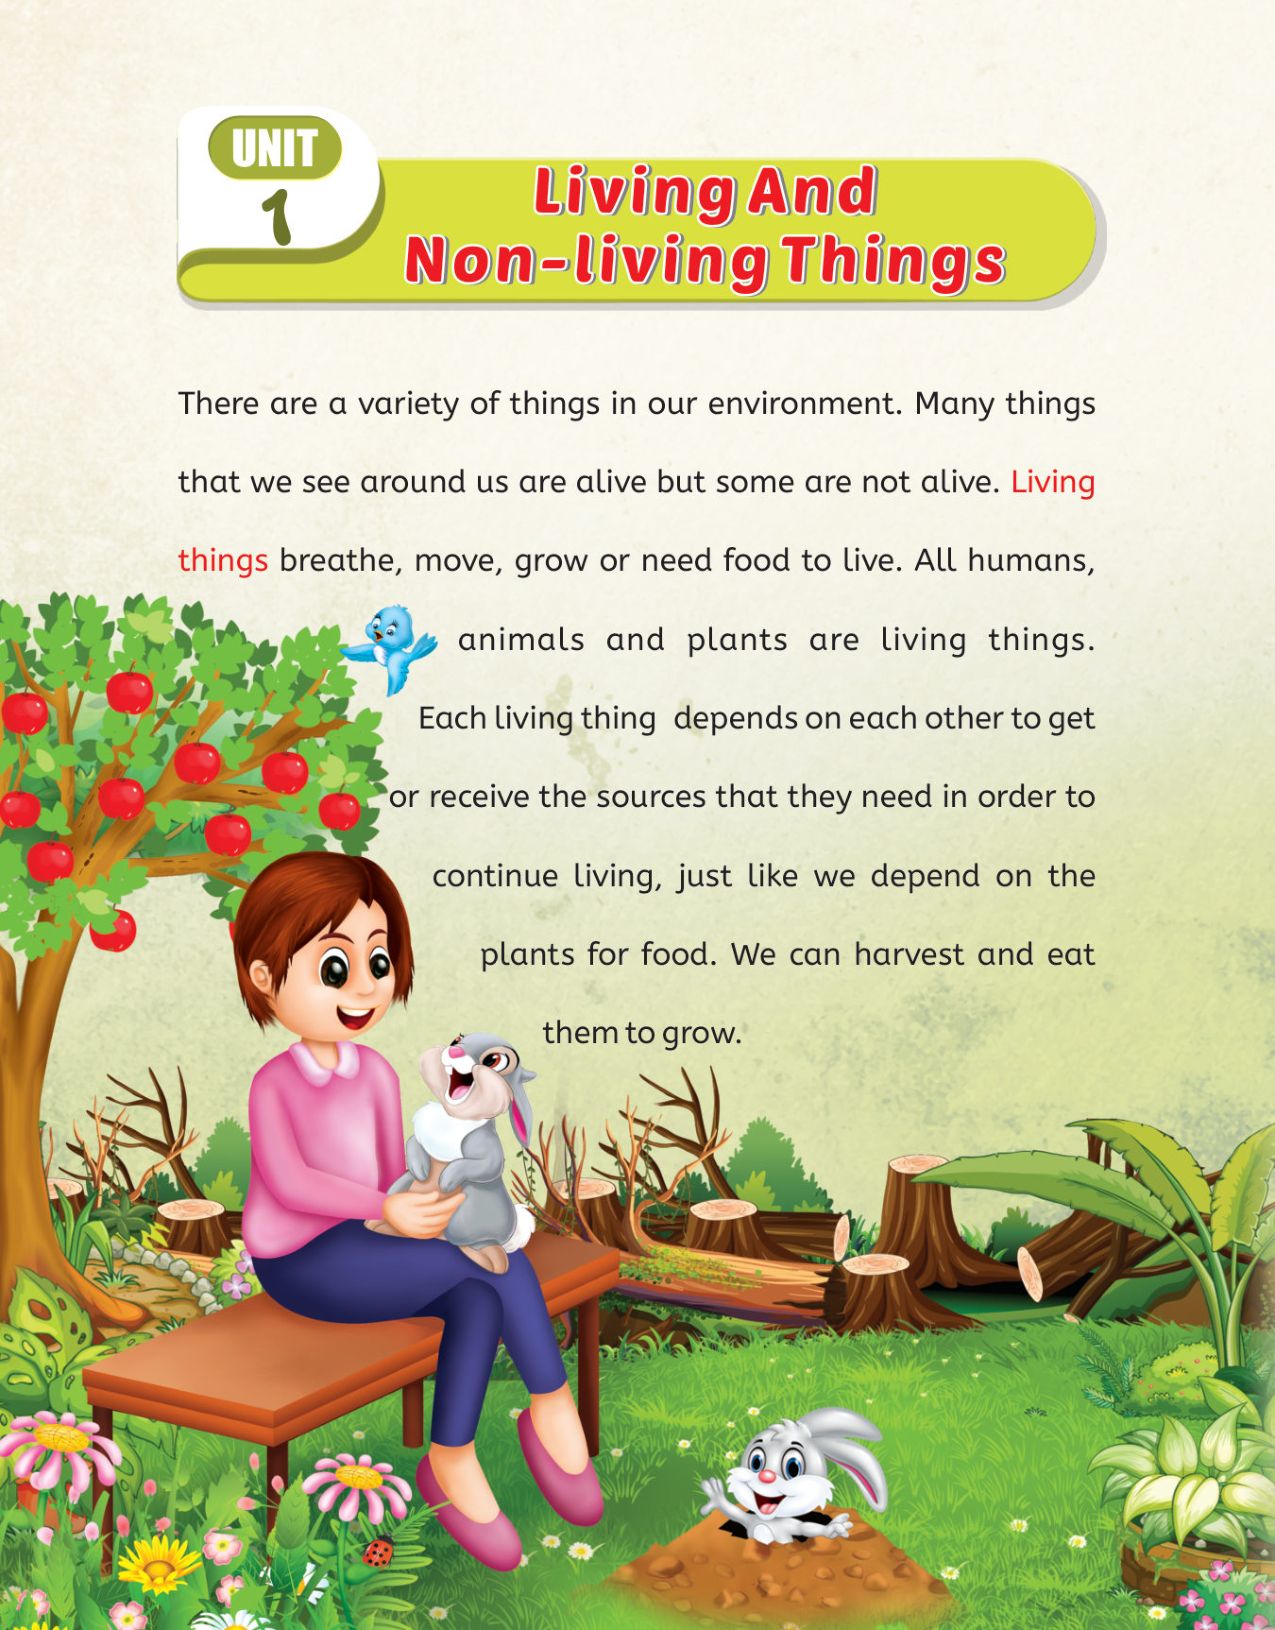 UNIT
1
Living And
Non-living Things
There are a variety of things in our environment. Many things
that we see around us are alive but some are not alive. Living
things breathe, move, grow or need food to live. All humans,
animals and plants are living things.
Each living thing depends on each other to get
or receive the sources that they need in order to
continue living, just like we depend on the
plants for food. We can harvest and eat
them to grow.